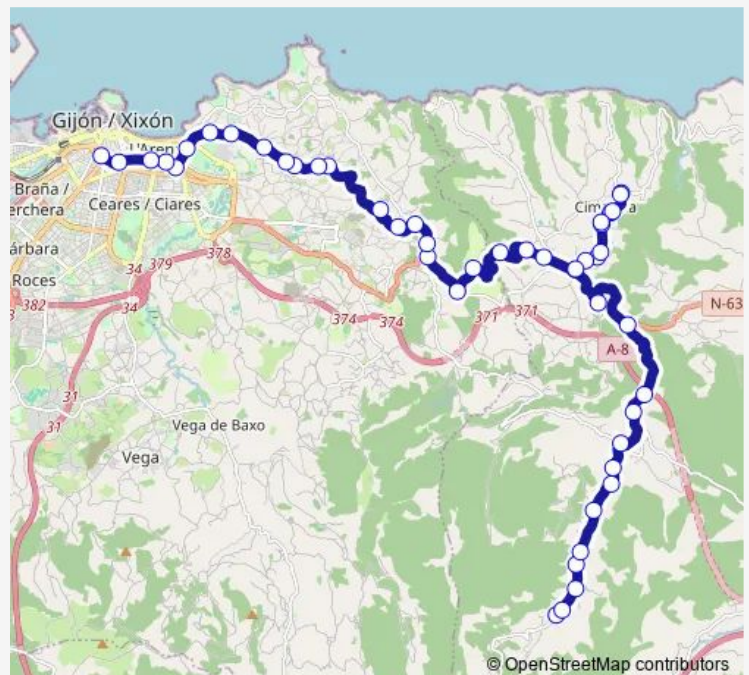 Gijón / Xixón
L'Aren
Braña /
erchera
Ceares / Ciares
Cim
a
árbara
34
379
378
Roces
382
34
374
374
371
371
N-63
A-8
31
31
Vega de Baxo
Vega
© OpenStreetMap contributors